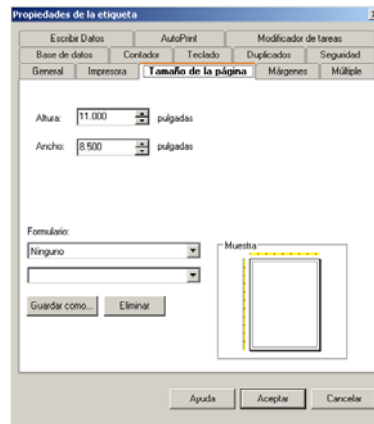 Propiedades de la etiqueta
Escribir Datos AutoPrint Modificador de tareas
Base de datos Contador Teclado Duplicados Seguridad
General Impresora Tamaño de la página Márgenes Múltiple
Altura: 11.000 pulgadas
Ancho: 8.500 pulgadas
Formulario:
Ninguno
Muestra
Guardar como... Eliminar
Ayuda Aceptar Cancelar